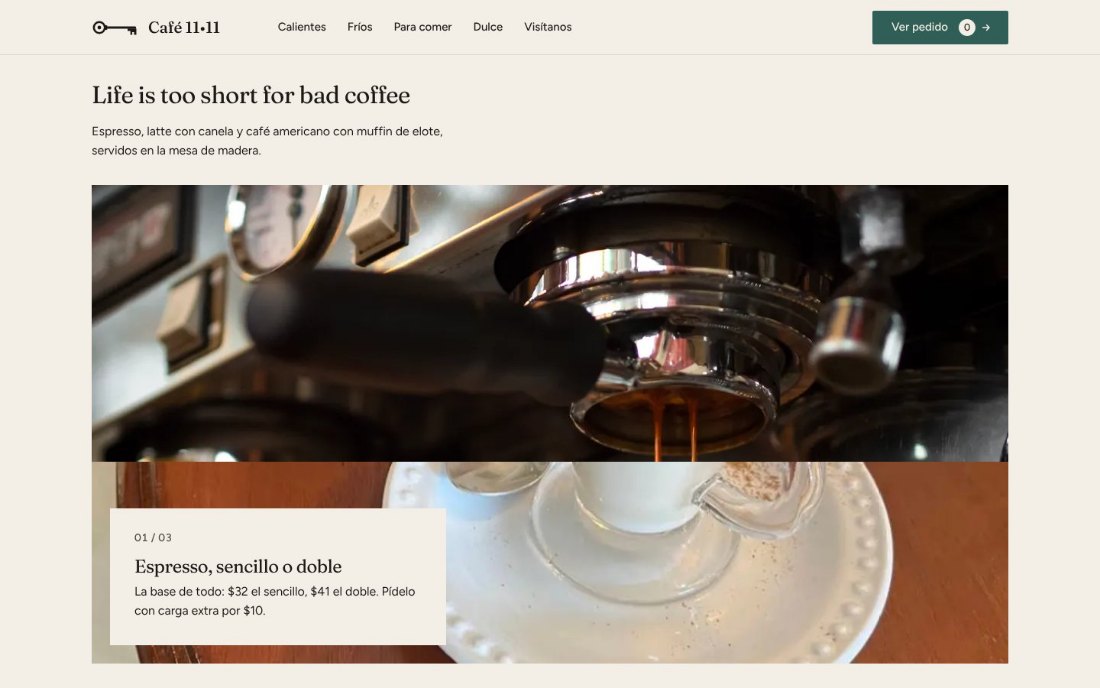 Café 11•11
Calientes
Fríos
Para comer
Dulce
Visítanos
Ver pedido 0 →
Life is too short for bad coffee
Espresso, latte con canela y café americano con muffin de elote,
servidos en la mesa de madera.
01 / 03
Espresso, sencillo o doble
La base de todo: $32 el sencillo, $41 el doble. Pídelo
con carga extra por $10.